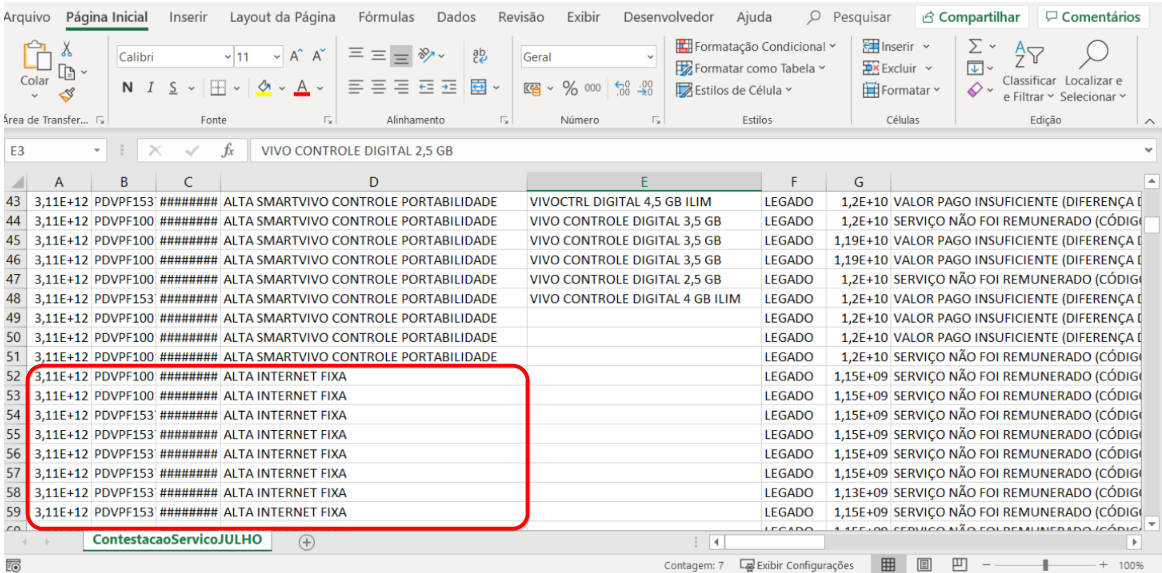 Arquivo Página Inicial Inserir Layout da Página Fórmulas Dados Revisão Exibir Desenvolvedor Ajuda Pesquisar Compartilhar Comentários
Calibri 11 A^ Aˇ ab Geral Formatação Condicional Inserir Σ
Colar N I S A % 000 Formatar como Tabela Excluir Classificar e Filtrar Localizar e Selecionar
Estilos de Célula Formatar
Área de Transfer... Fonte Alinhamento Número Estilos Células Edição
E3 fx VIVO CONTROLE DIGITAL 2,5 GB
A B C D E F G
43 3,11E+12 PDVPF153 ######## ALTA SMARTVIVO CONTROLE PORTABILIDADE VIVOCTRL DIGITAL 4,5 GB ILIM LEGADO 1,2E+10 VALOR PAGO INSUFICIENTE (DIFERENÇA
44 3,11E+12 PDVPF100 ######## ALTA SMARTVIVO CONTROLE PORTABILIDADE VIVO CONTROLE DIGITAL 3,5 GB LEGADO 1,2E+10 SERVIÇO NÃO FOI REMUNERADO (CÓDIG
45 3,11E+12 PDVPF100 ######## ALTA SMARTVIVO CONTROLE PORTABILIDADE VIVO CONTROLE DIGITAL 3,5 GB LEGADO 1,19E+10 VALOR PAGO INSUFICIENTE (DIFERENÇA
46 3,11E+12 PDVPF100 ######## ALTA SMARTVIVO CONTROLE PORTABILIDADE VIVO CONTROLE DIGITAL 3,5 GB LEGADO 1,19E+10 VALOR PAGO INSUFICIENTE (DIFERENÇA
47 3,11E+12 PDVPF100 ######## ALTA SMARTVIVO CONTROLE PORTABILIDADE VIVO CONTROLE DIGITAL 2,5 GB LEGADO 1,2E+10 SERVIÇO NÃO FOI REMUNERADO (CÓDIG
48 3,11E+12 PDVPF153 ######## ALTA SMARTVIVO CONTROLE PORTABILIDADE VIVO CONTROLE DIGITAL 4 GB ILIM LEGADO 1,2E+10 VALOR PAGO INSUFICIENTE (DIFERENÇA
49 3,11E+12 PDVPF100 ######## ALTA SMARTVIVO CONTROLE PORTABILIDADE LEGADO 1,2E+10 VALOR PAGO INSUFICIENTE (DIFERENÇA
50 3,11E+12 PDVPF100 ######## ALTA SMARTVIVO CONTROLE PORTABILIDADE LEGADO 1,2E+10 VALOR PAGO INSUFICIENTE (DIFERENÇA
51 3,11E+12 PDVPF100 ######## ALTA SMARTVIVO CONTROLE PORTABILIDADE LEGADO 1,2E+10 SERVIÇO NÃO FOI REMUNERADO (CÓDIG
52 3,11E+12 PDVPF100 ######## ALTA INTERNET FIXA LEGADO 1,15E+09 SERVIÇO NÃO FOI REMUNERADO (CÓDIG
53 3,11E+12 PDVPF100 ######## ALTA INTERNET FIXA LEGADO 1,15E+09 SERVIÇO NÃO FOI REMUNERADO (CÓDIG
54 3,11E+12 PDVPF153 ######## ALTA INTERNET FIXA LEGADO 1,15E+09 SERVIÇO NÃO FOI REMUNERADO (CÓDIG
55 3,11E+12 PDVPF153 ######## ALTA INTERNET FIXA LEGADO 1,15E+09 SERVIÇO NÃO FOI REMUNERADO (CÓDIG
56 3,11E+12 PDVPF153 ######## ALTA INTERNET FIXA LEGADO 1,15E+09 SERVIÇO NÃO FOI REMUNERADO (CÓDIG
57 3,11E+12 PDVPF153 ######## ALTA INTERNET FIXA LEGADO 1,15E+09 SERVIÇO NÃO FOI REMUNERADO (CÓDIG
58 3,11E+12 PDVPF153 ######## ALTA INTERNET FIXA LEGADO 1,13E+09 SERVIÇO NÃO FOI REMUNERADO (CÓDIG
59 3,11E+12 PDVPF153 ######## ALTA INTERNET FIXA LEGADO 1,15E+09 SERVIÇO NÃO FOI REMUNERADO (CÓDIG
ContestacaoServicoJULHO
Contagem: 7 Exibir Configurações 100%